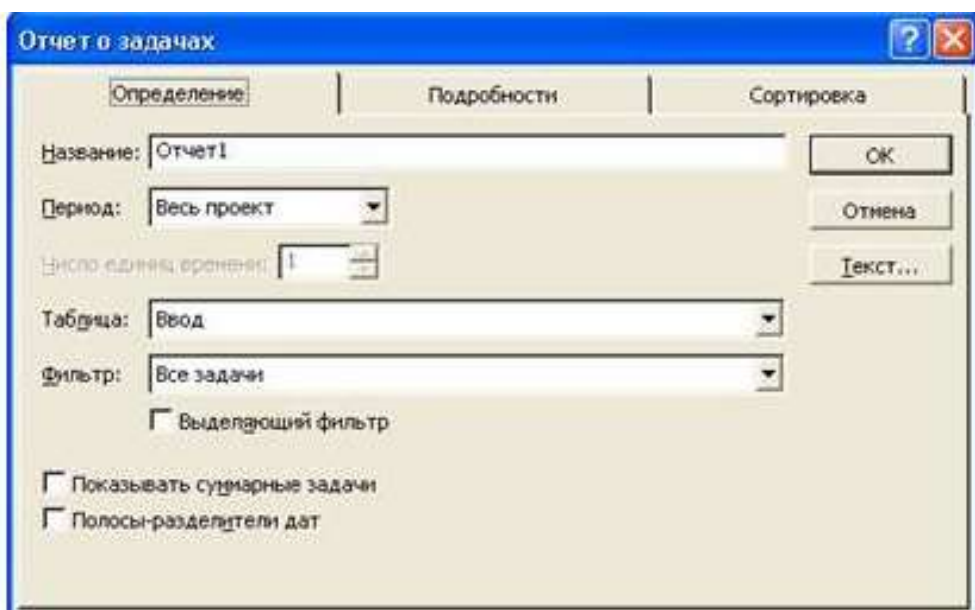 Отчет о задачах
Определение Подробности Сортировка
Название: Отчет1 ОК
Период: Весь проект Отмена
Число единиц времени: 1 Текст...
Таблица: Ввод
Фильтр: Все задачи
Выделяющий фильтр
Показывать суммарные задачи
Полосы-разделители дат